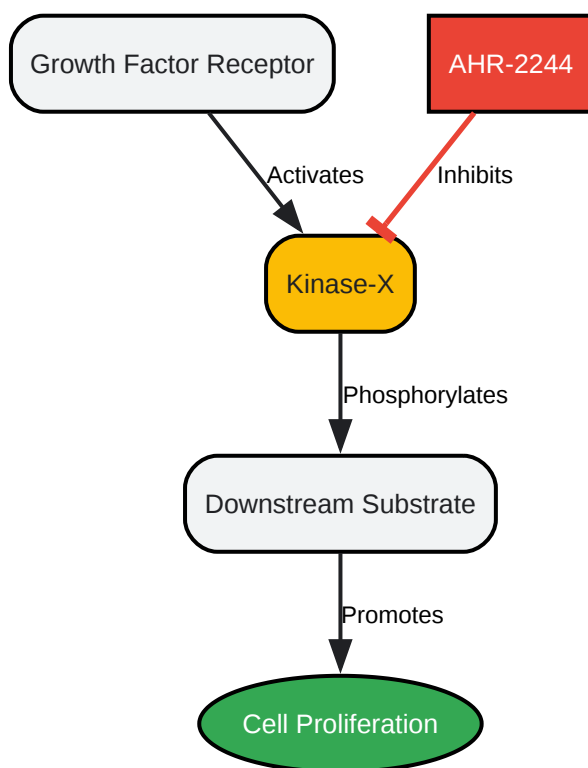 Growth Factor Receptor
AHR-2244
Activates
Inhibits
Kinase-X
Phosphorylates
Downstream Substrate
Promotes
Cell Proliferation